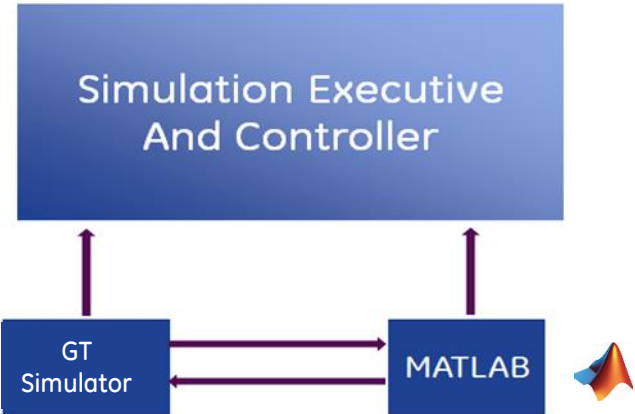 Simulation Executive
And Controller
GT
Simulator
MATLAB